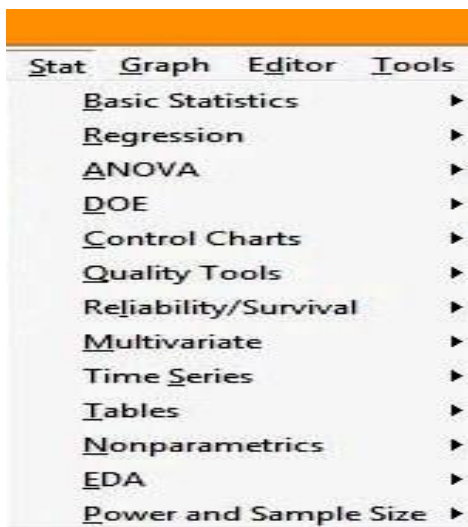 Stat Graph Editor Tools
Basic Statistics
Regression
ANOVA
DOE
Control Charts
Quality Tools
Reliability/Survival
Multivariate
Time Series
Tables
Nonparametrics
EDA
Power and Sample Size